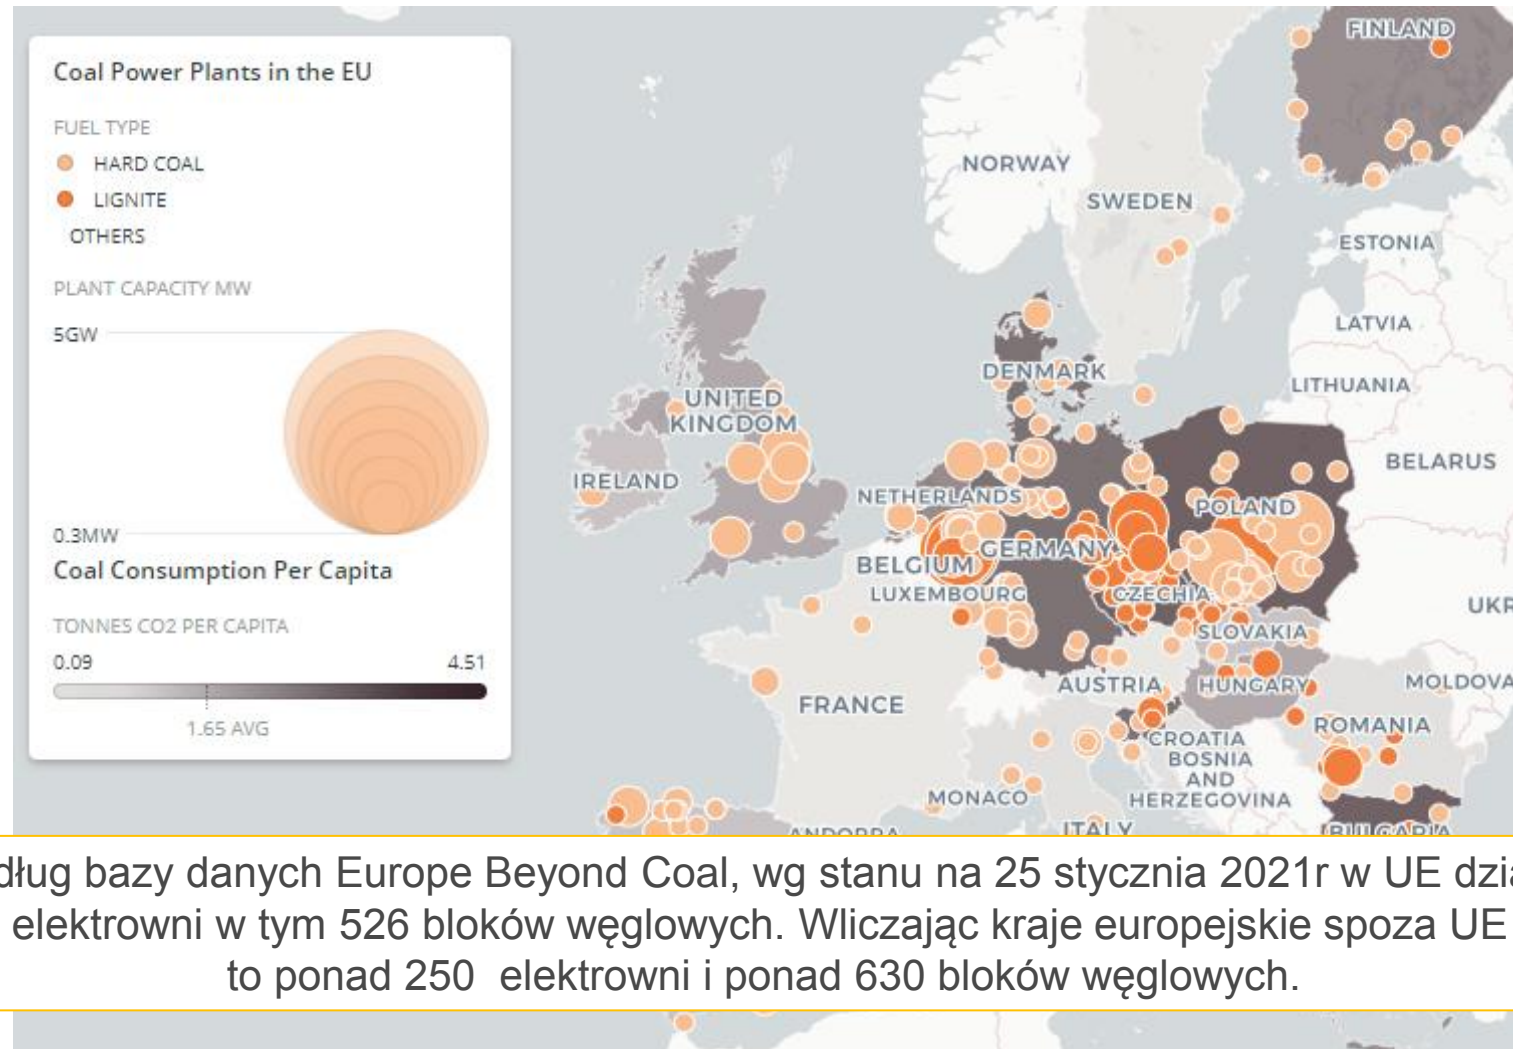 Coal Power Plants in the EU
FUEL TYPE
HARD COAL
LIGNITE
OTHERS
PLANT CAPACITY MW
5GW
0.3MW
Coal Consumption Per Capita
TONNES CO2 PER CAPITA
0.09 4.51
1.65 AVG
FINLAND
NORWAY
SWEDEN
ESTONIA
LATVIA
DENMARK
LITHUANIA
UNITED
KINGDOM
BELARUS
IRELAND
NETHERLANDS
POLAND
GERMANY
BELGIUM
LUXEMBOURG
CZECHIA
UKR
SLOVAKIA
AUSTRIA
HUNGARY
MOLDOVA
FRANCE
ROMANIA
CROATIA
BOSNIA
AND
HERZEGOVINA
MONACO
ITALY
ANDORRA
BULGARIA
dług bazy danych Europe Beyond Coal, wg stanu na 25 stycznia 2021r w UE dzia
elektrowni w tym 526 bloków węglowych. Wliczając kraje europejskie spoza UE
to ponad 250 elektrowni i ponad 630 bloków węglowych.